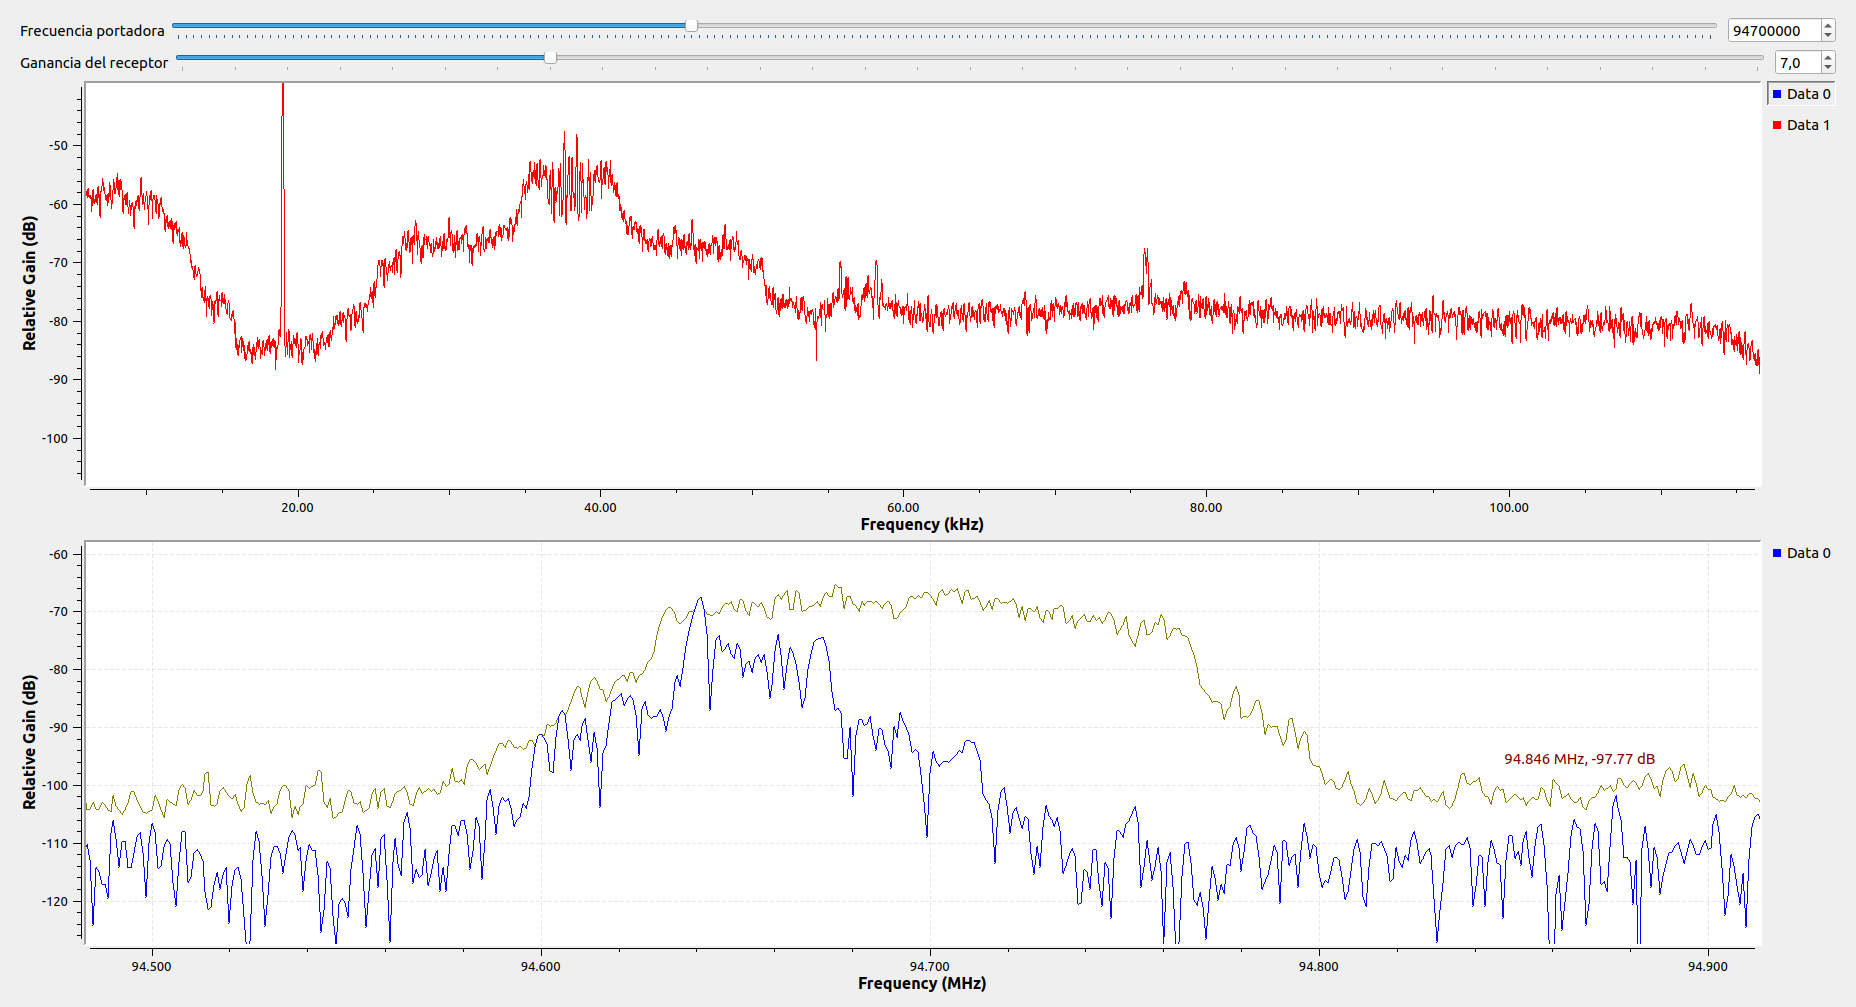 Frecuencia portadora
94700000
Ganancia del receptor
7,0
Data 0
Data 1
Relative Gain (dB)
-50
-60
-70
-80
-90
-100
20.00
40.00
60.00
80.00
100.00
Frequency (kHz)
Data 0
Relative Gain (dB)
-60
-70
-80
-90
-100
-110
-120
94.846 MHz, -97.77 dB
94.500
94.600
94.700
94.800
94.900
Frequency (MHz)